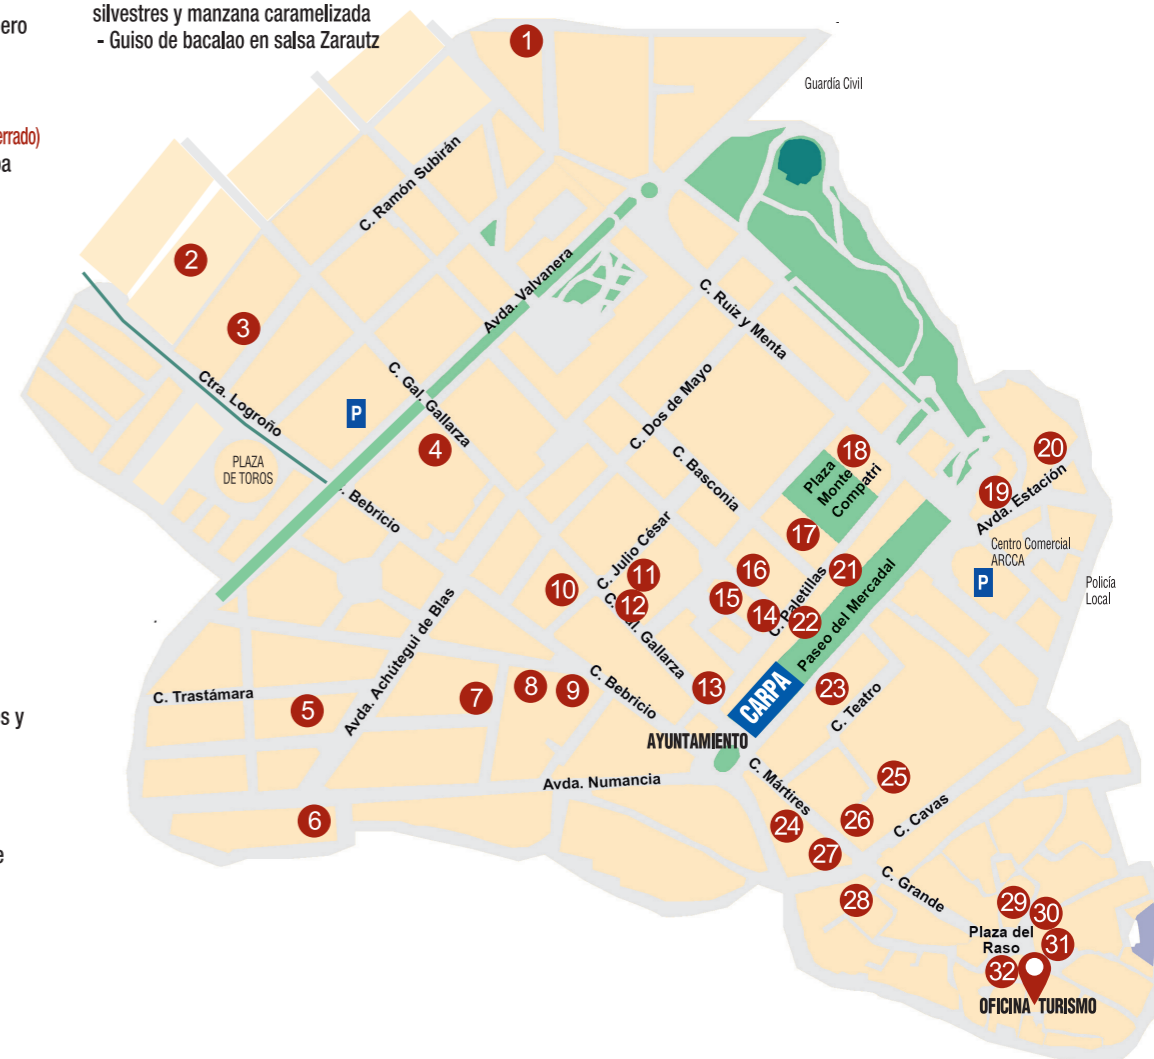 ero
silvestres y manzana caramelizada
- Guiso de bacalao en salsa Zarautz
errado)
pa
s y
e
1
Guardía Civil
C. Ramón Subirán
2
Avda. Valvanera
C. Ruiz y Menta
3
Ctra. Logroño
P
C. Gal. Gallarza
C. Dos de Mayo
4
18
20
PLAZA
DE TOROS
C. Basconia
Plaza
Monte
Compatri
19
Avda. Estación
. Bebricio
17
Centro Comercial
ARCCA
P
Policía
Local
C. Julio César
10
11
12
16
15
14
21
C. Paletillas
22
Paseo del Mercadal
Avda. Achútegui de Blas
C. Gal. Gallarza
C. Trastámara
5
7
8
9
C. Bebricio
13
CARPA
23
C. Teatro
AYUNTAMIENTO
Avda. Numancia
C. Mártires
25
6
24
26
C. Cavas
27
C. Grande
28
29
30
Plaza del
Raso
31
32
OFICINA TURISMO